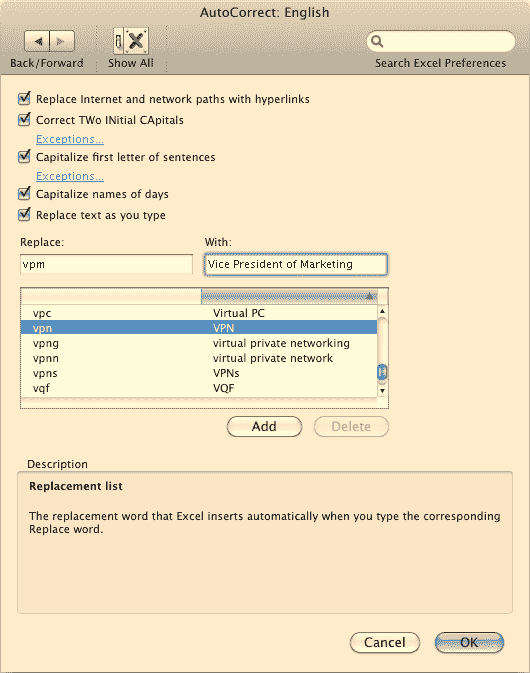 AutoCorrect: English
Back/Forward
Show All
Search Excel Preferences
Replace Internet and network paths with hyperlinks
Correct TWo INitial CApitals
Exceptions...
Capitalize first letter of sentences
Exceptions...
Capitalize names of days
Replace text as you type
Replace: With:
vpm Vice President of Marketing
vpc Virtual PC
vpn VPN
vpng virtual private networking
vpnn virtual private network
vpns VPNs
vqf VQF
Add Delete
Description
Replacement list
The replacement word that Excel inserts automatically when you type the corresponding
Replace word.
Cancel OK